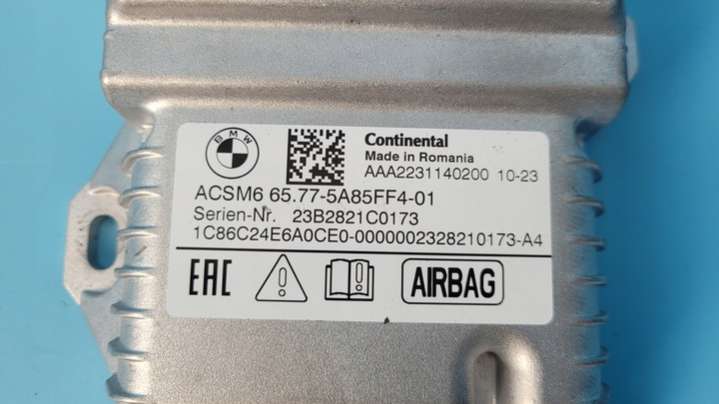 BMW
Continental
Made in Romania
AAA2231140200 10-23
ACSM6 65.77-5A85FF4-01
Serien-Nr. 23B2821C0173
1C86C24E6A0CE0-0000002328210173-A4
EAC
AIRBAG